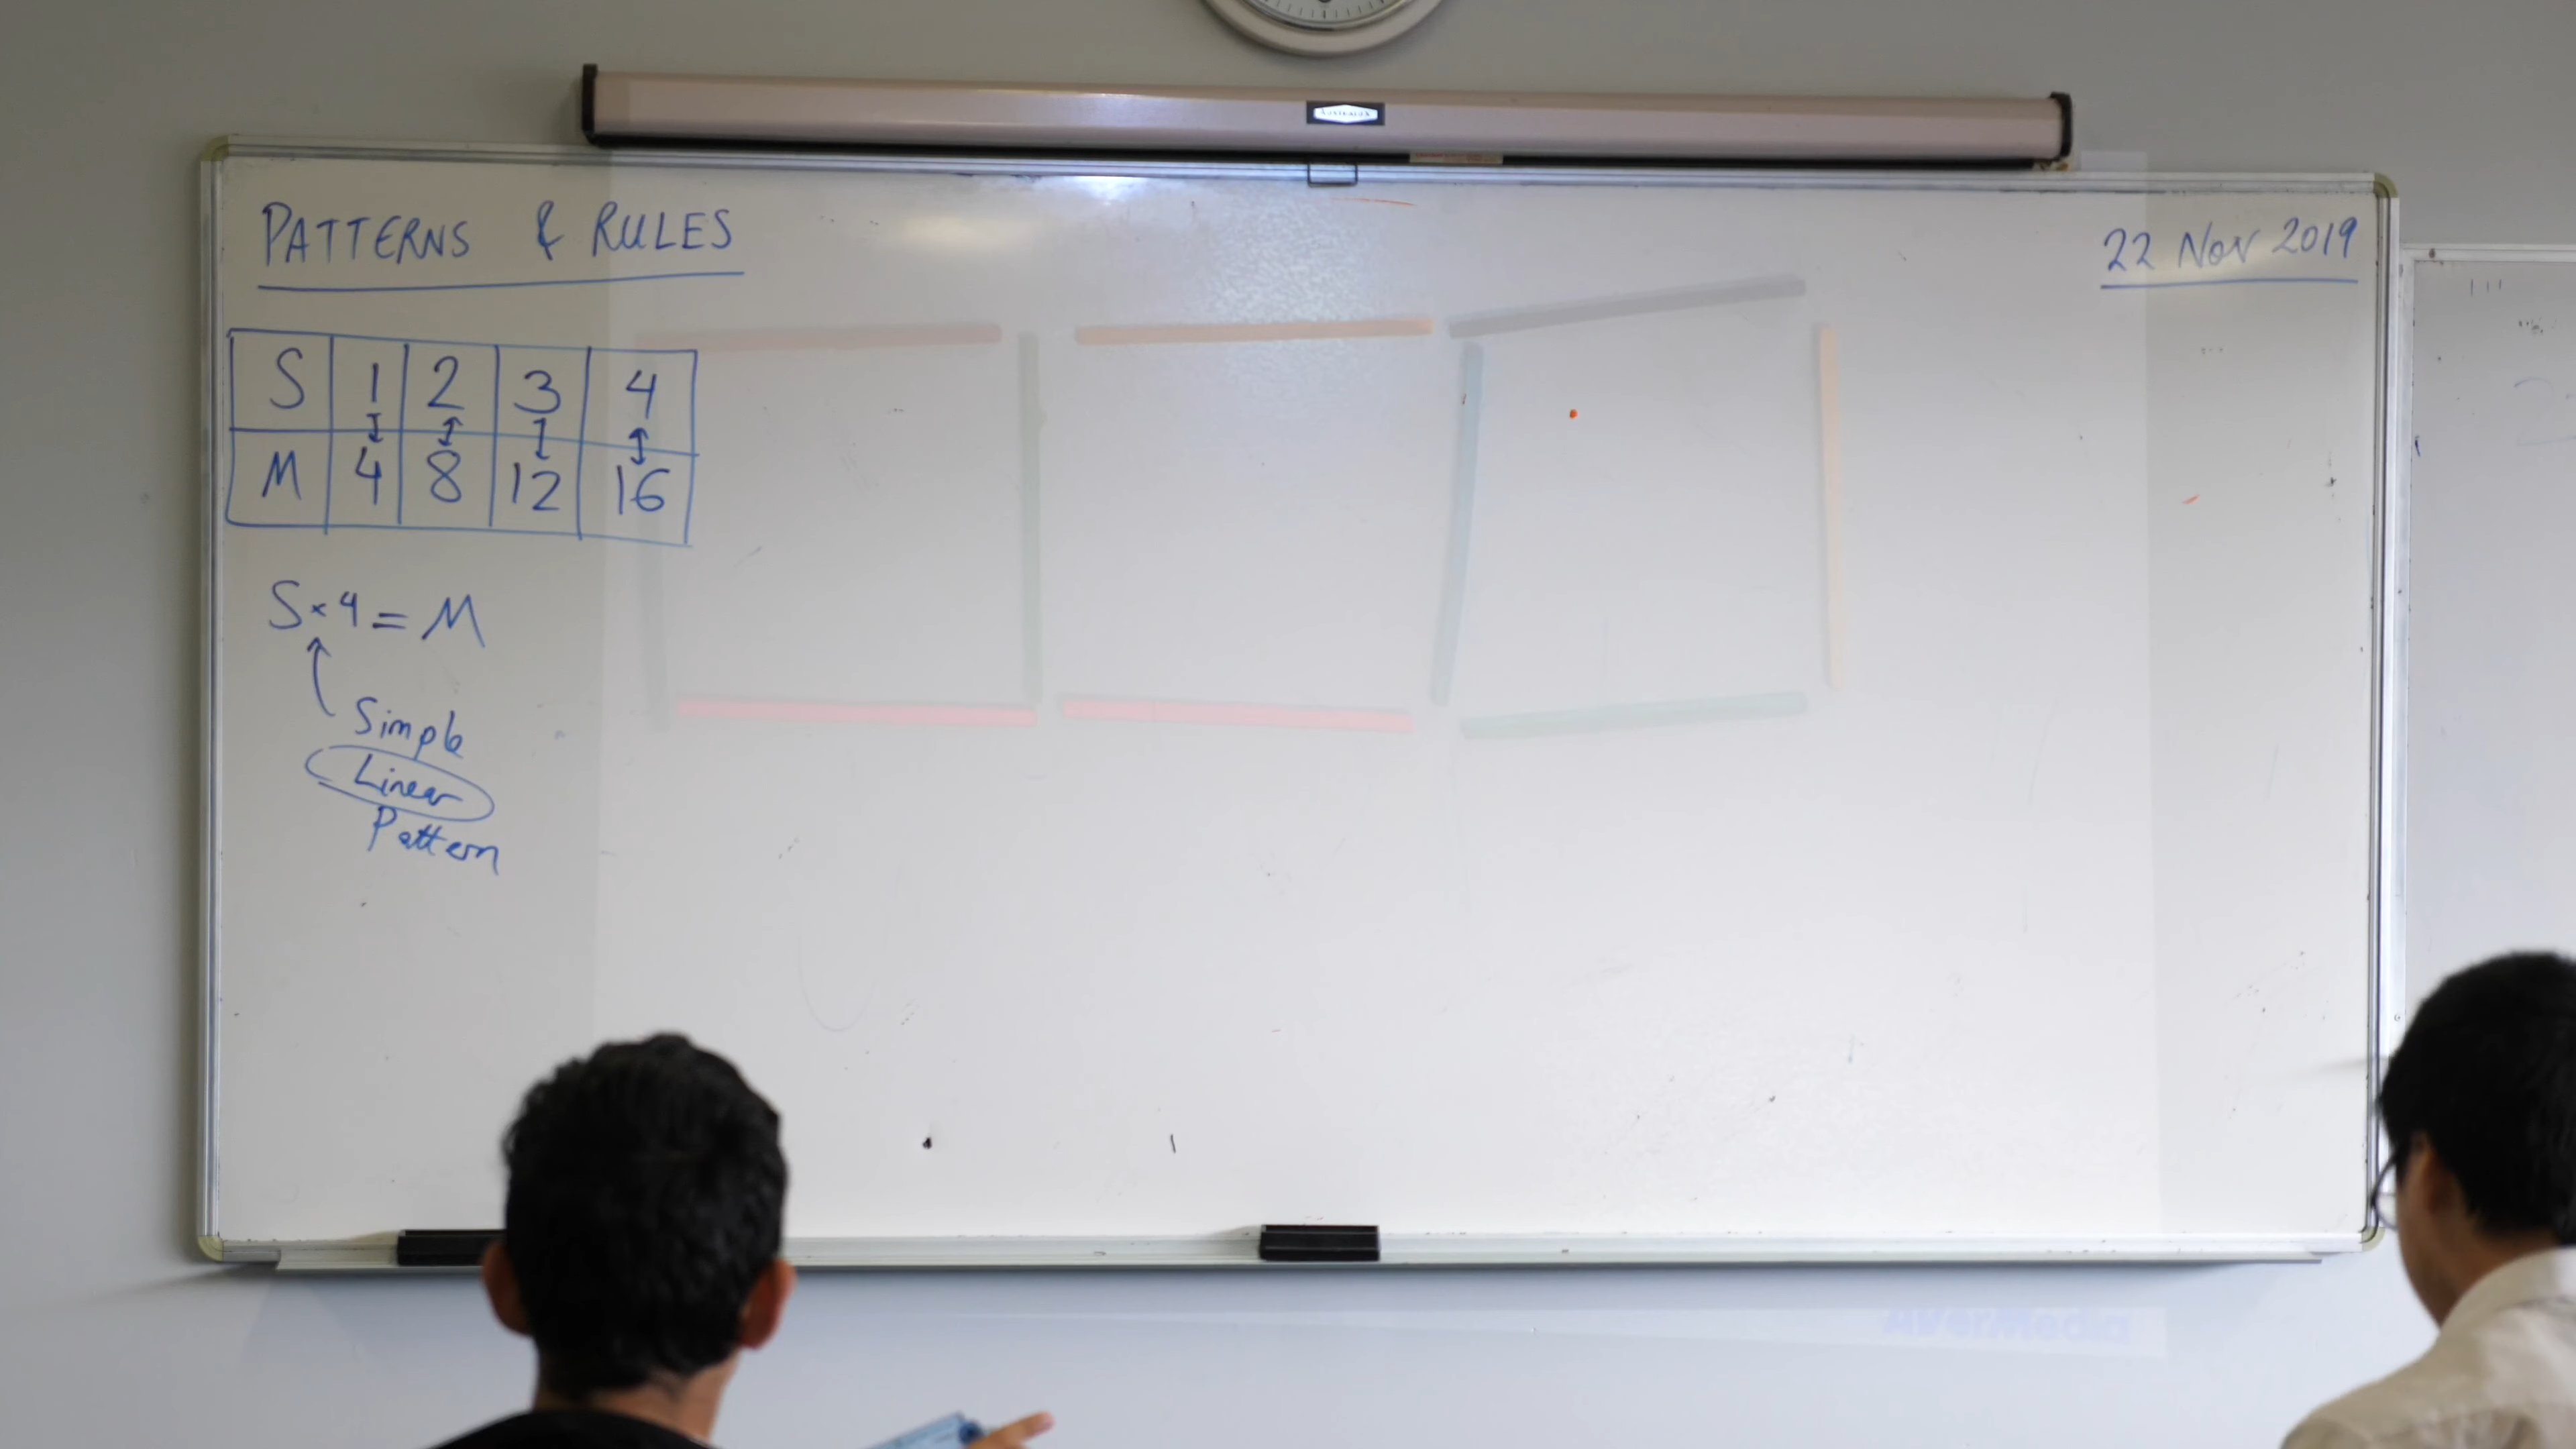 PATTERNS & RULES
22 Nov 2019
S 1 2 3 4
M 4 8 12 16
S × 4 = M
Simple
Linear
Pattern